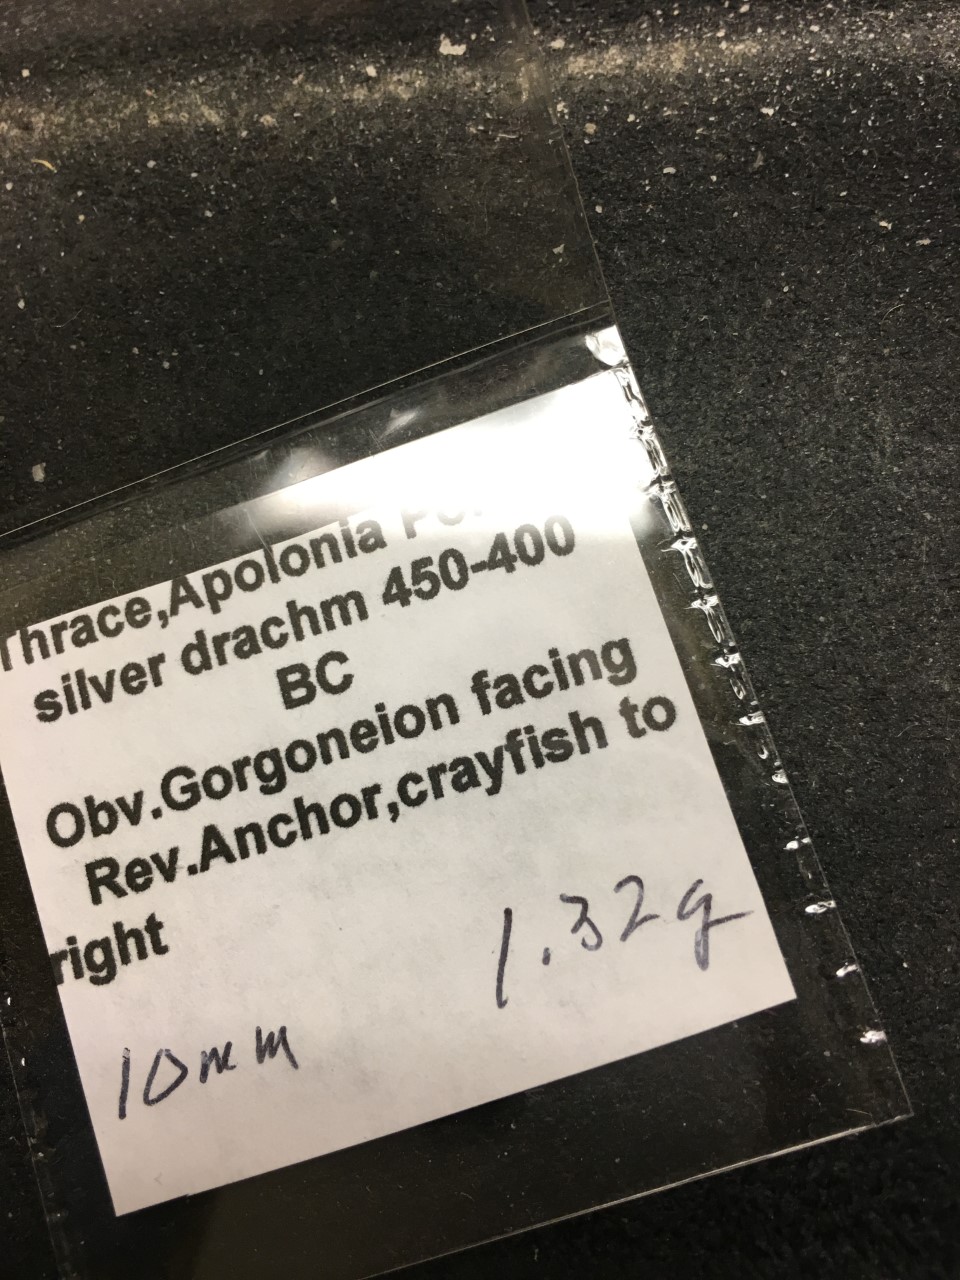 Thrace,Apolonia
silver drachm 450-400
BC
Obv.Gorgoneion facing
Rev.Anchor,crayfish to
right
1.32g
10mm